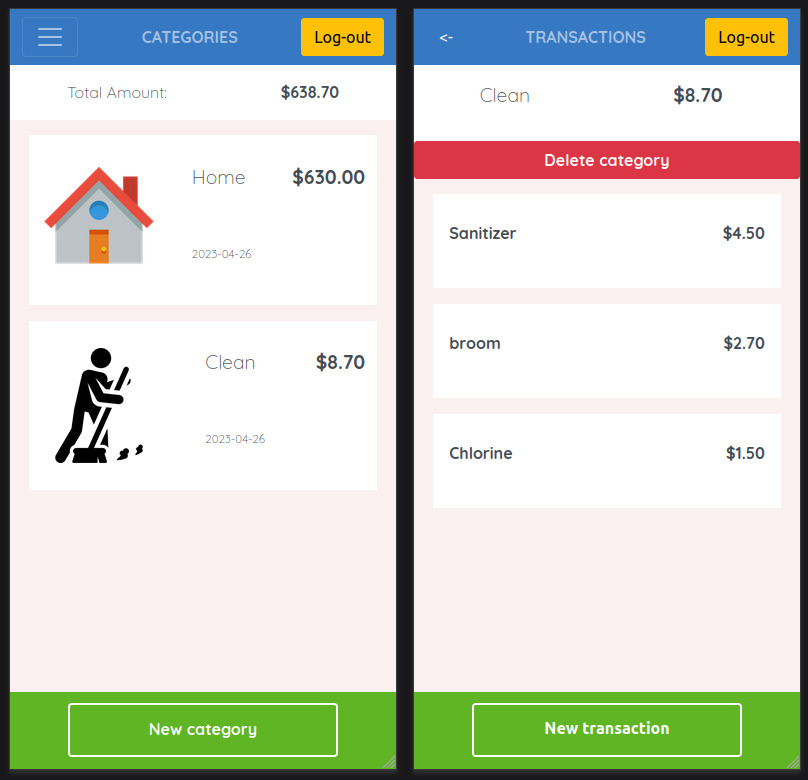 CATEGORIES
Log-out
Total Amount: $638.70
Home $630.00
2023-04-26
Clean $8.70
2023-04-26
New category
<- TRANSACTIONS Log-out
Clean $8.70
Delete category
Sanitizer $4.50
broom $2.70
Chlorine $1.50
New transaction